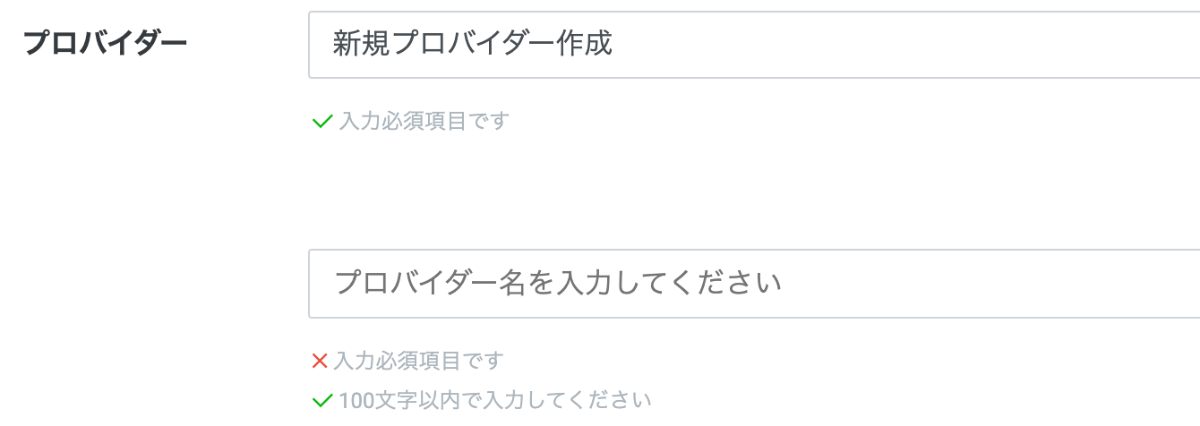 プロバイダー
新規プロバイダー作成
入力必須項目です
プロバイダー名を入力してください
入力必須項目です
100文字以内で入力してください